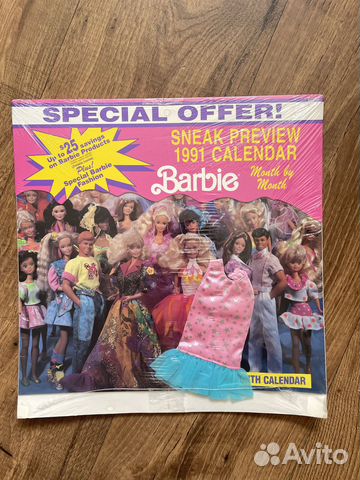 SPECIAL OFFER!
Up to $25 savings
on Barbie Products
Plus!
Special Barbie
Fashion
SNEAK PREVIEW
1991 CALENDAR
Barbie
Month by
Month
TH CALENDAR
Avito